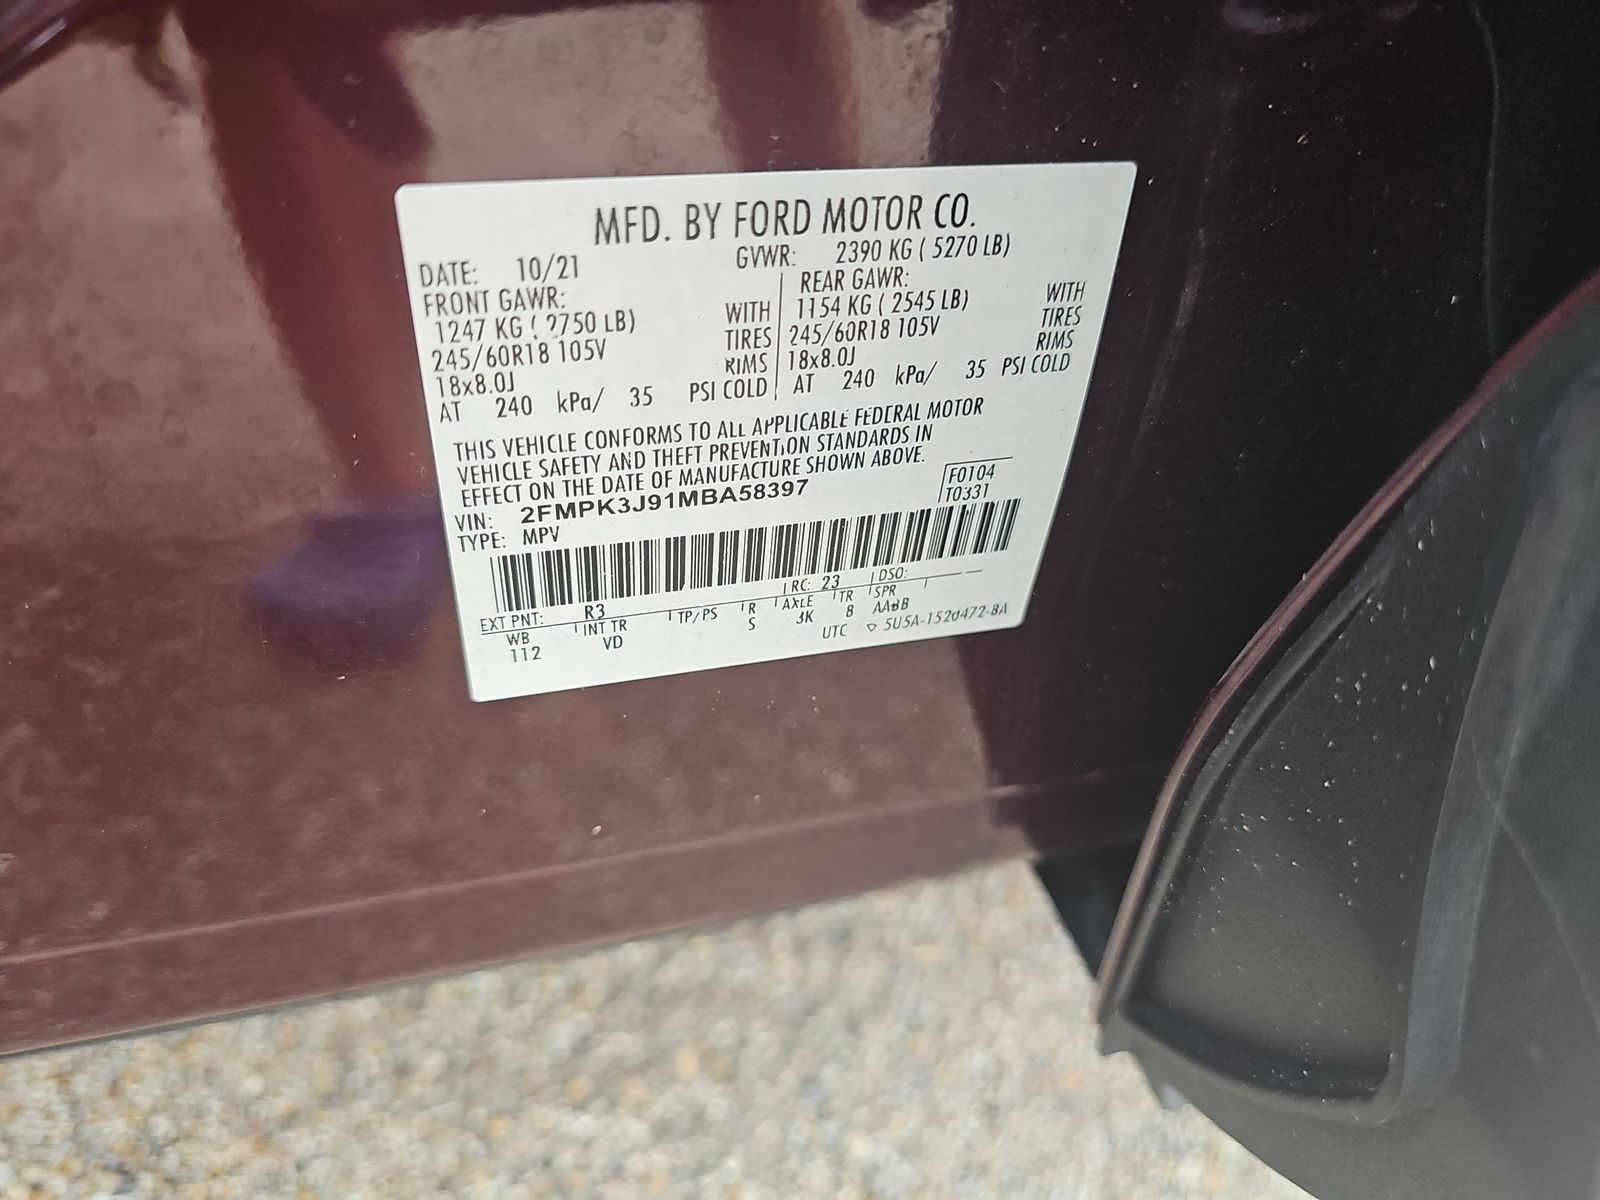 MFD. BY FORD MOTOR CO.
DATE: 10/21 GVWR: 2390 KG ( 5270 LB)
FRONT GAWR: REAR GAWR:
1247 KG ( 2750 LB) WITH 1154 KG ( 2545 LB) WITH
245/60R18 105V TIRES 245/60R18 105V TIRES
18x8.0J RIMS 18x8.0J RIMS
AT 240 kPa/ 35 PSI COLD AT 240 kPa/ 35 PSI COLD
THIS VEHICLE CONFORMS TO ALL APPLICABLE FEDERAL MOTOR
VEHICLE SAFETY AND THEFT PREVENTION STANDARDS IN
EFFECT ON THE DATE OF MANUFACTURE SHOWN ABOVE.
VIN: 2FMPK3J91MBA58397 F0104
TYPE: MPV T0331
EXT PNT: R3 RC: 23 DSO:
WB INT TR TP/PS R AXLE TR SPR
112 VD S 3K 8 AABB
UTC 5U5A-1520472-BA